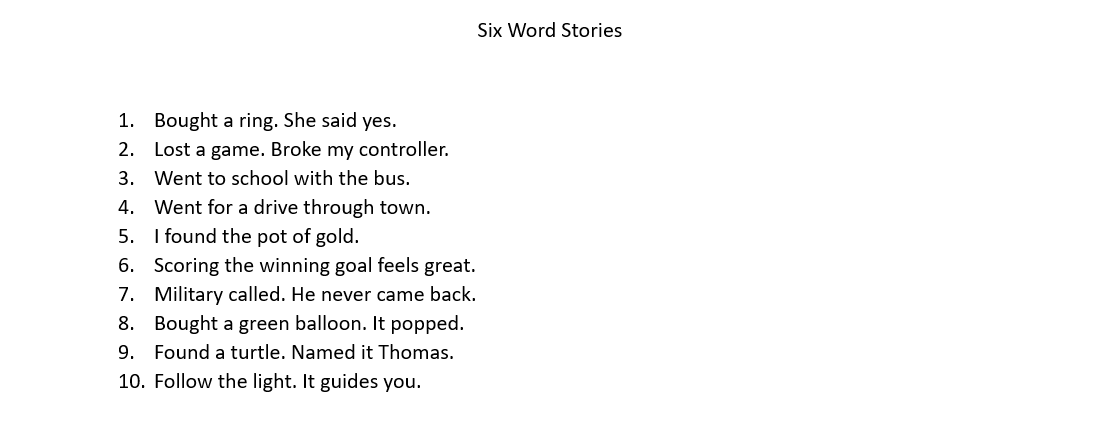 Six Word Stories
1. Bought a ring. She said yes.
2. Lost a game. Broke my controller.
3. Went to school with the bus.
4. Went for a drive through town.
5. I found the pot of gold.
6. Scoring the winning goal feels great.
7. Military called. He never came back.
8. Bought a green balloon. It popped.
9. Found a turtle. Named it Thomas.
10. Follow the light. It guides you.